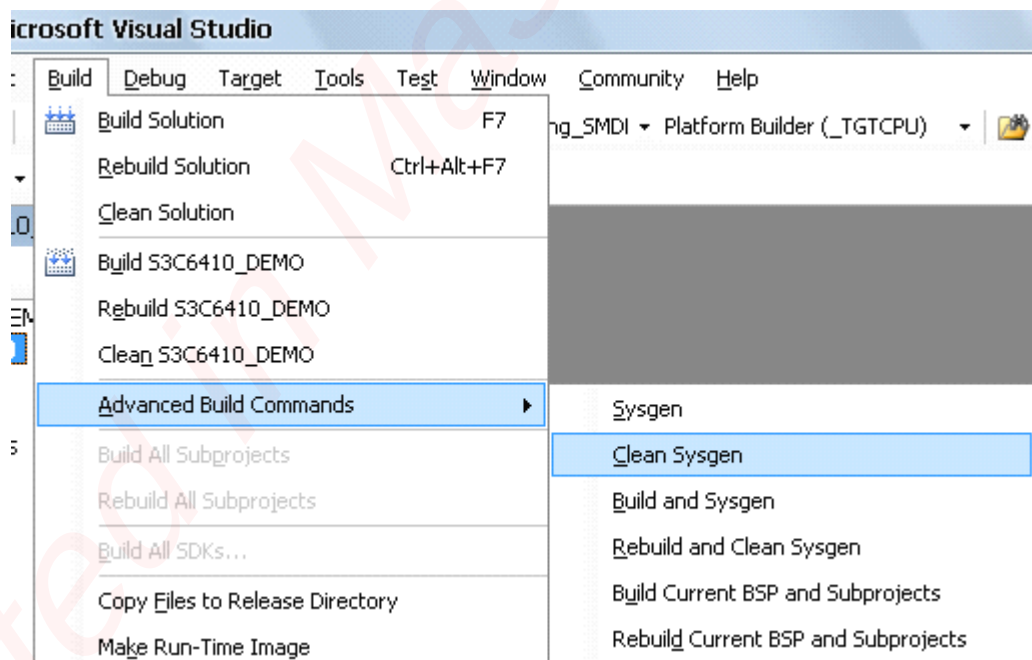 icrosoft Visual Studio
Build Debug Target Tools Test Window Community Help
Build Solution F7
ng_SMDI Platform Builder (_TGTCPU)
Rebuild Solution Ctrl+Alt+F7
Clean Solution
Build S3C6410_DEMO
Rebuild S3C6410_DEMO
Clean S3C6410_DEMO
Advanced Build Commands
Sysgen
Build All Subprojects
Clean Sysgen
Rebuild All Subprojects
Build and Sysgen
Build All SDKs...
Rebuild and Clean Sysgen
Copy Files to Release Directory
Build Current BSP and Subprojects
Make Run-Time Image
Rebuild Current BSP and Subprojects
ted in Mas